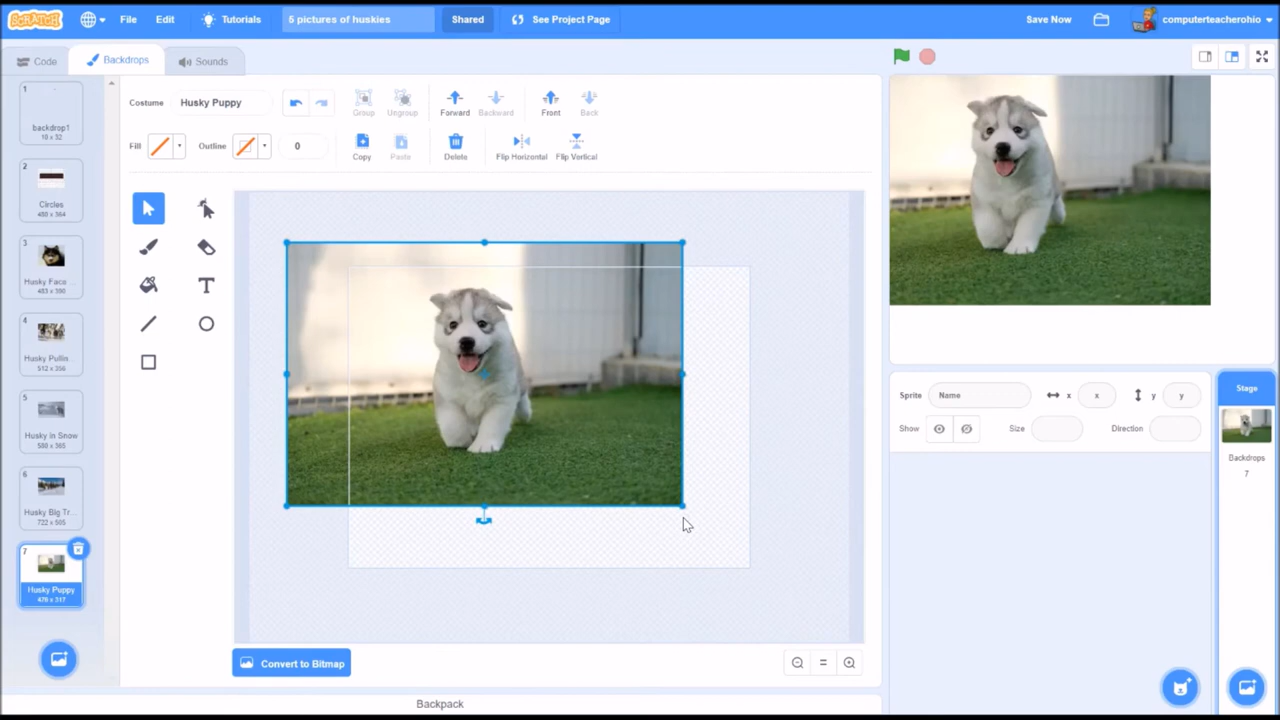 SCRATCH File Edit Tutorials 5 pictures of huskies Shared See Project Page Save Now computerteacherohio
Code Backdrops Sounds
1
backdrop1
10 x 32
2
Circles
480 x 364
3
Husky Face ...
4
Husky Pullin...
512 x 356
5
Husky in Snow
6
Husky Big Tr...
7
Husky Puppy
Costume Husky Puppy Group Ungroup Forward Backward Front Back
Fill Outline 0 Copy Paste Delete Flip Horizontal Flip Vertical
Convert to Bitmap
Backpack
Sprite Name x x y y
Show Size Direction
Stage
Backdrops
7